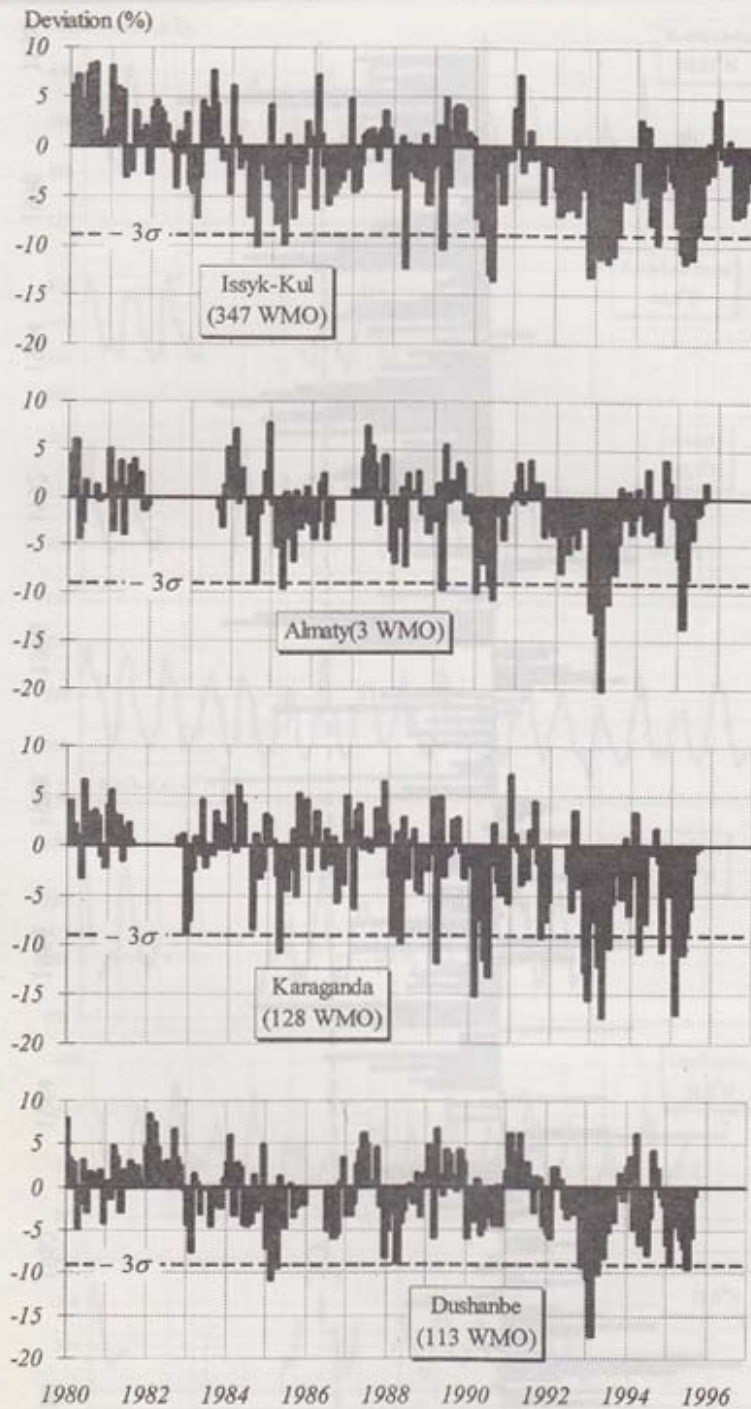 Deviation (%)
10
5
0
-5
-10
-15
-20
− 3σ
Issyk-Kul
(347 WMO)
10
5
0
-5
-10
-15
-20
− 3σ
Almaty(3 WMO)
10
5
0
-5
-10
-15
-20
− 3σ
Karaganda
(128 WMO)
10
5
0
-5
-10
-15
-20
− 3σ
Dushanbe
(113 WMO)
1980 1982 1984 1986 1988 1990 1992 1994 1996